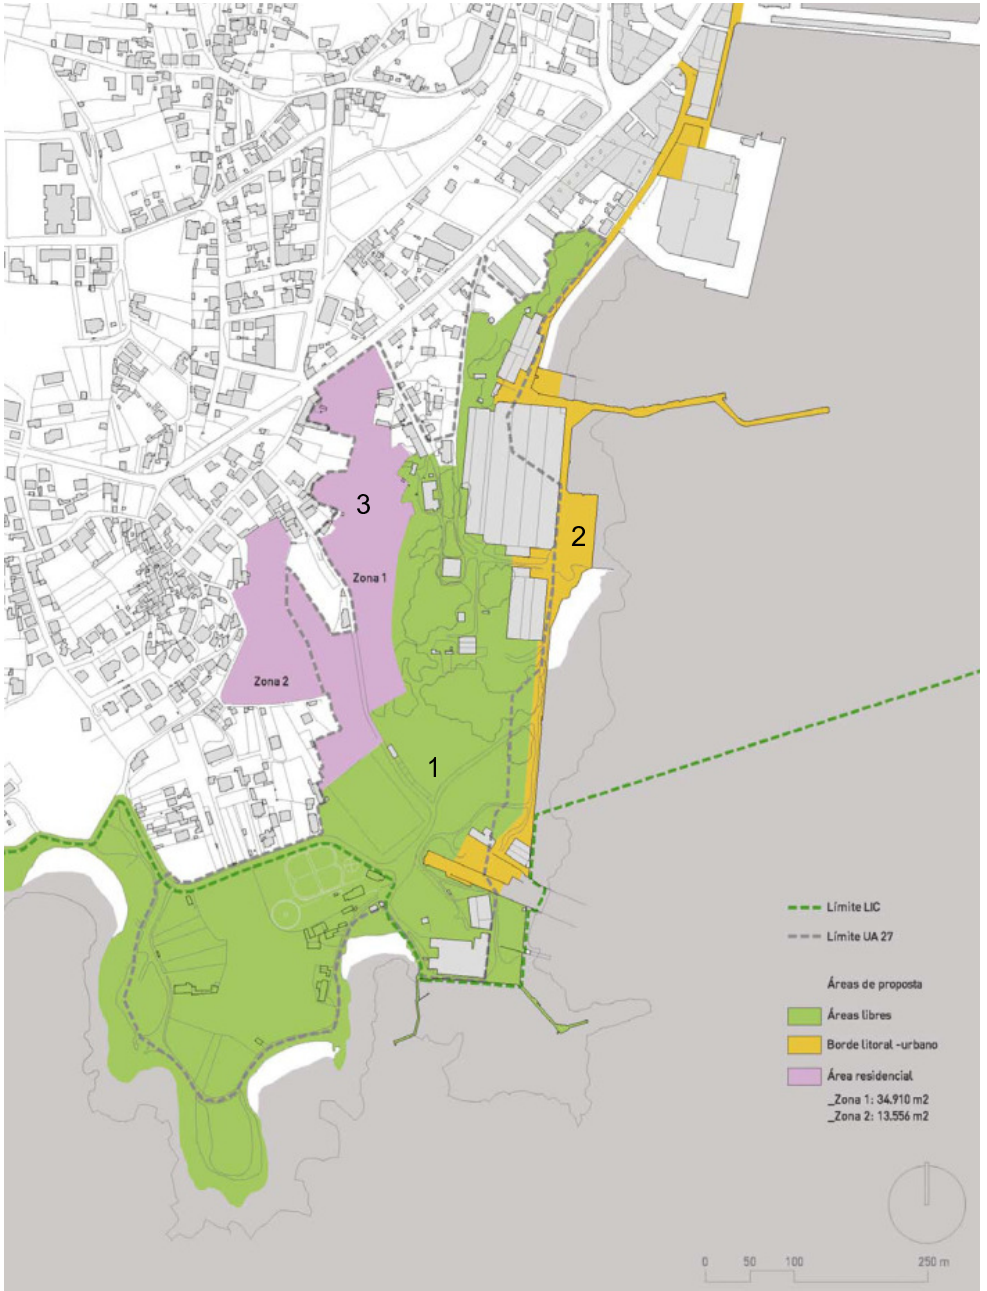 3
2
Zona 1
Zona 2
1
Límite LIC
Límite UA 27
Áreas de proposta
Áreas libres
Borde litoral -urbano
Área residencial
_Zona 1: 34.910 m2
_Zona 2: 13.556 m2
0 50 100 250 m